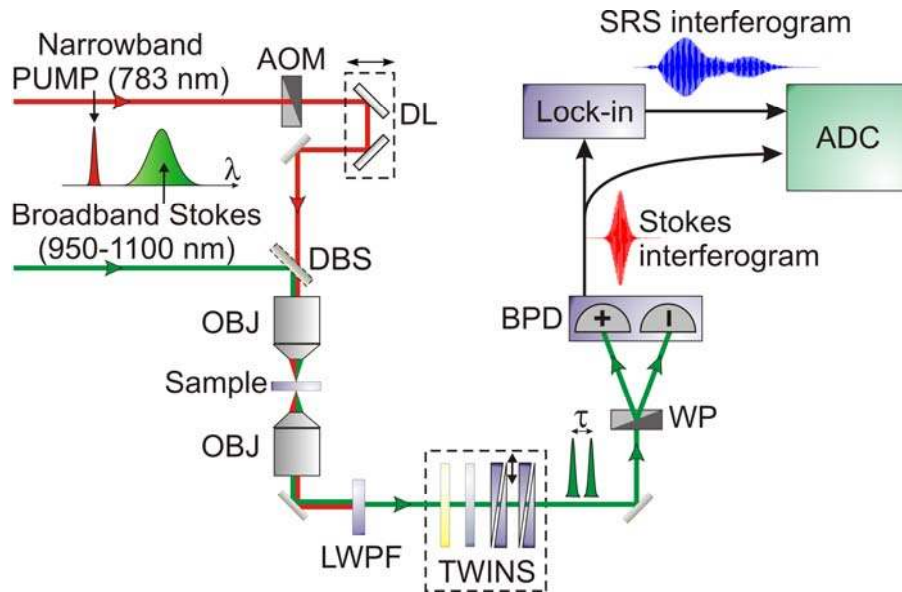 Narrowband
PUMP (783 nm)
AOM
DL
λ
Broadband Stokes
(950-1100 nm)
DBS
OBJ
Sample
OBJ
LWPF
TWINS
τ
WP
BPD
+
−
Stokes
interferogram
Lock-in
SRS interferogram
ADC